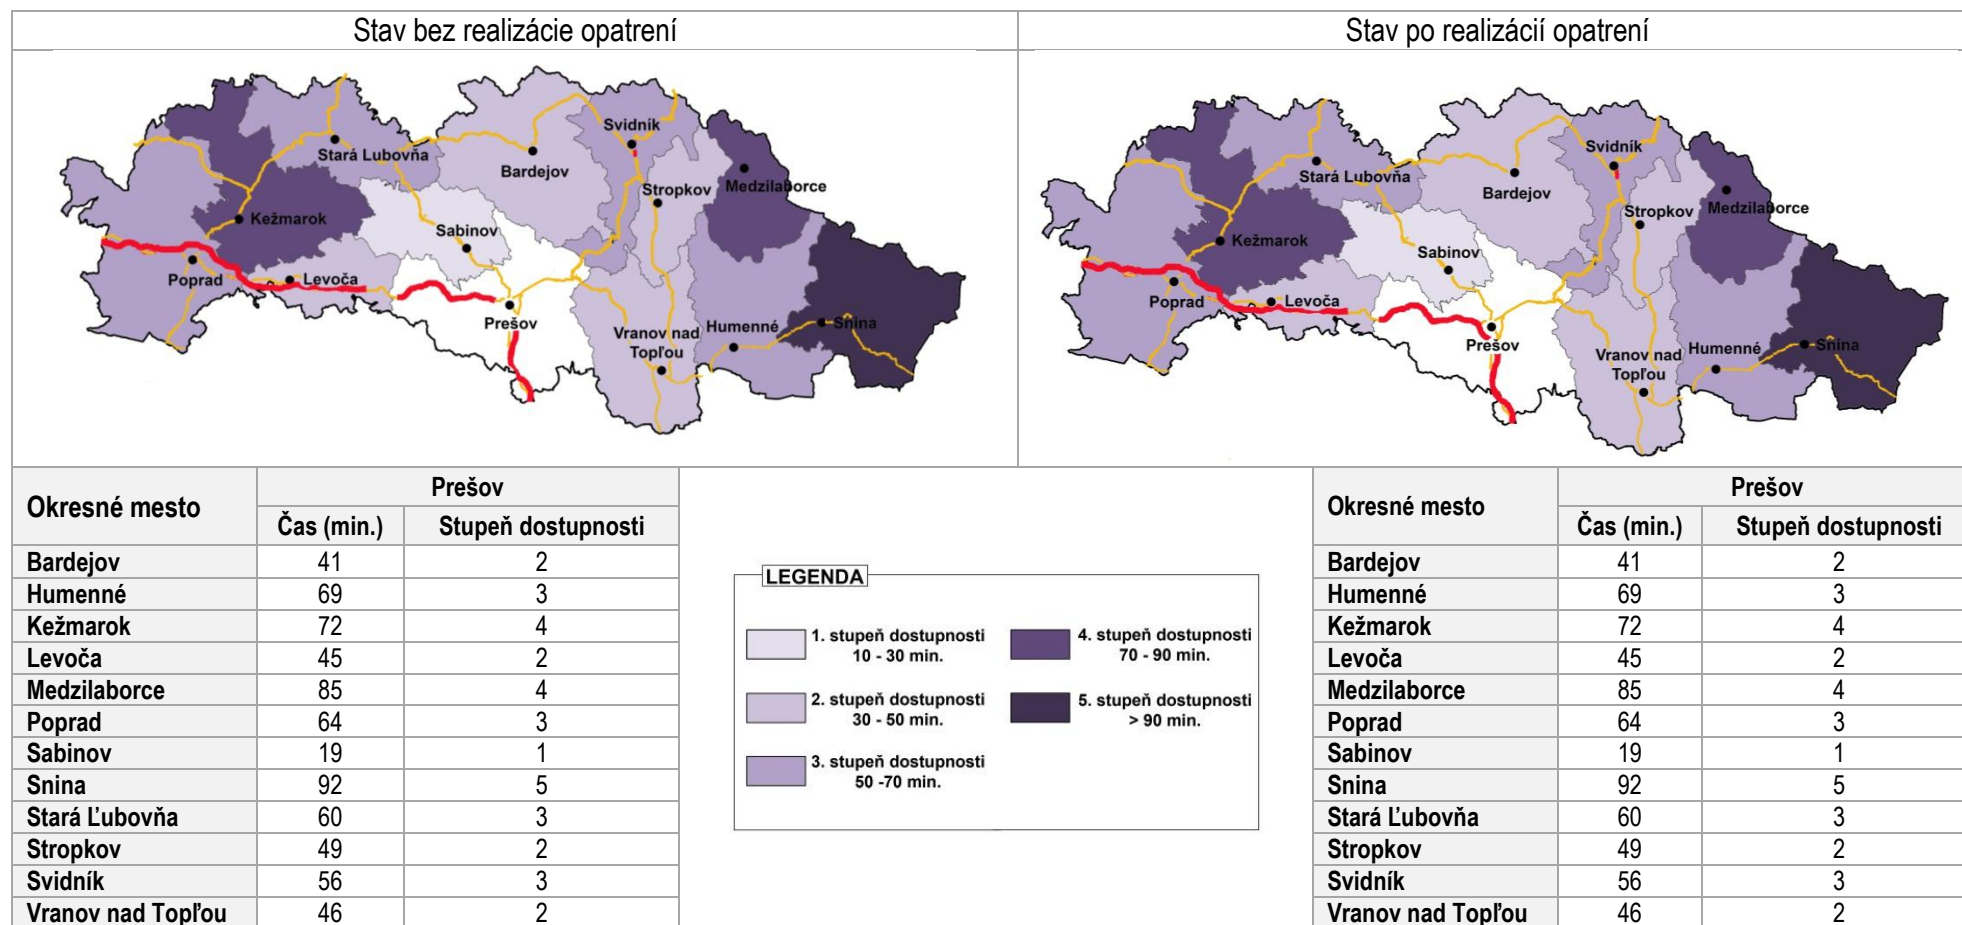 Stav bez realizácie opatrení
Stav po realizácií opatrení
Svidník
Stará Lubovňa
Bardejov
Stropkov
Medzilaborce
Kežmarok
Sabinov
Poprad
Levoča
Prešov
Vranov nad
Topľou
Humenné
Snina
Svidník
Stará Lubovňa
Bardejov
Stropkov
Medzilaborce
Kežmarok
Sabinov
Poprad
Levoča
Prešov
Vranov nad
Topľou
Humenné
Snina
Okresné mesto
Prešov
Čas (min.) Stupeň dostupnosti
Bardejov 41 2
Humenné 69 3
Kežmarok 72 4
Levoča 45 2
Medzilaborce 85 4
Poprad 64 3
Sabinov 19 1
Snina 92 5
Stará Ľubovňa 60 3
Stropkov 49 2
Svidník 56 3
Vranov nad Topľou 46 2
LEGENDA
1. stupeň dostupnosti
10 - 30 min.
2. stupeň dostupnosti
30 - 50 min.
3. stupeň dostupnosti
50 -70 min.
4. stupeň dostupnosti
70 - 90 min.
5. stupeň dostupnosti
> 90 min.
Okresné mesto
Prešov
Čas (min.) Stupeň dostupnosti
Bardejov 41 2
Humenné 69 3
Kežmarok 72 4
Levoča 45 2
Medzilaborce 85 4
Poprad 64 3
Sabinov 19 1
Snina 92 5
Stará Ľubovňa 60 3
Stropkov 49 2
Svidník 56 3
Vranov nad Topľou 46 2